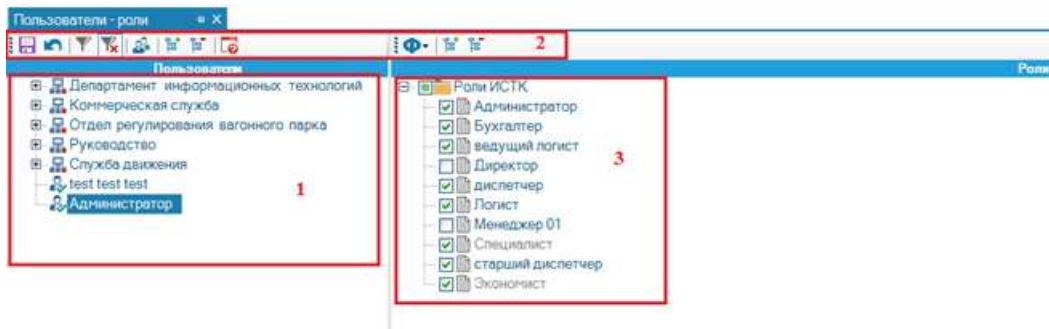 Пользователи - роли
Ф
2
Пользователи
Роли
Департамент информационных технологий
Коммерческая служба
Отдел регулирования вагонного парка
Руководство
Служба движения
test test test
Администратор
1
Роли ИСТК
Администратор
Бухгалтер
ведущий логист
Директор
диспетчер
Логист
Менеджер 01
Специалист
старший диспетчер
Экономист
3